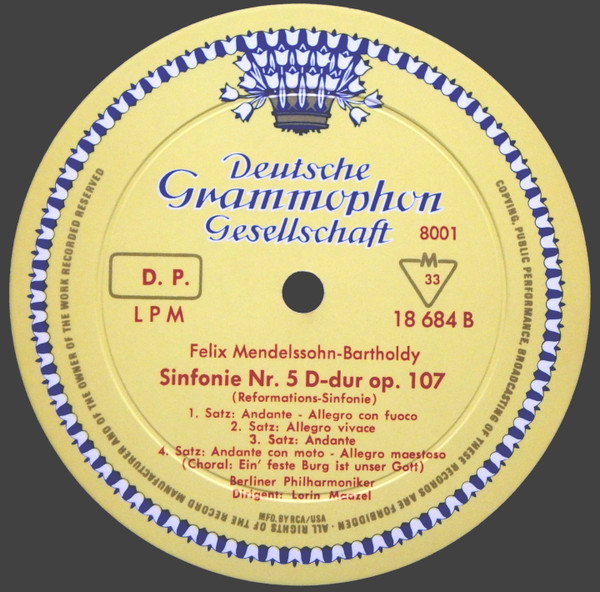 Deutsche
Grammophon
Gesellschaft
8001
D. P.
M
33
LPM
18 684 B
Felix Mendelssohn-Bartholdy
Sinfonie Nr. 5 D-dur op. 107
(Reformations-Sinfonie)
1. Satz: Andante - Allegro con fuoco
2. Satz: Allegro vivace
3. Satz: Andante
4. Satz: Andante con moto - Allegro maestoso
(Choral: Ein' feste Burg ist unser Gott)
Berliner Philharmoniker
Dirigent: Lorin Maazel
MFD. BY RCA/USA
ALL RIGHTS OF THE RECORD MANUFACTURER AND OF THE OWNER OF THE WORK RECORDED RESERVED
COPYING, PUBLIC PERFORMANCE, BROADCASTING OF THESE RECORDS ARE FORBIDDEN -